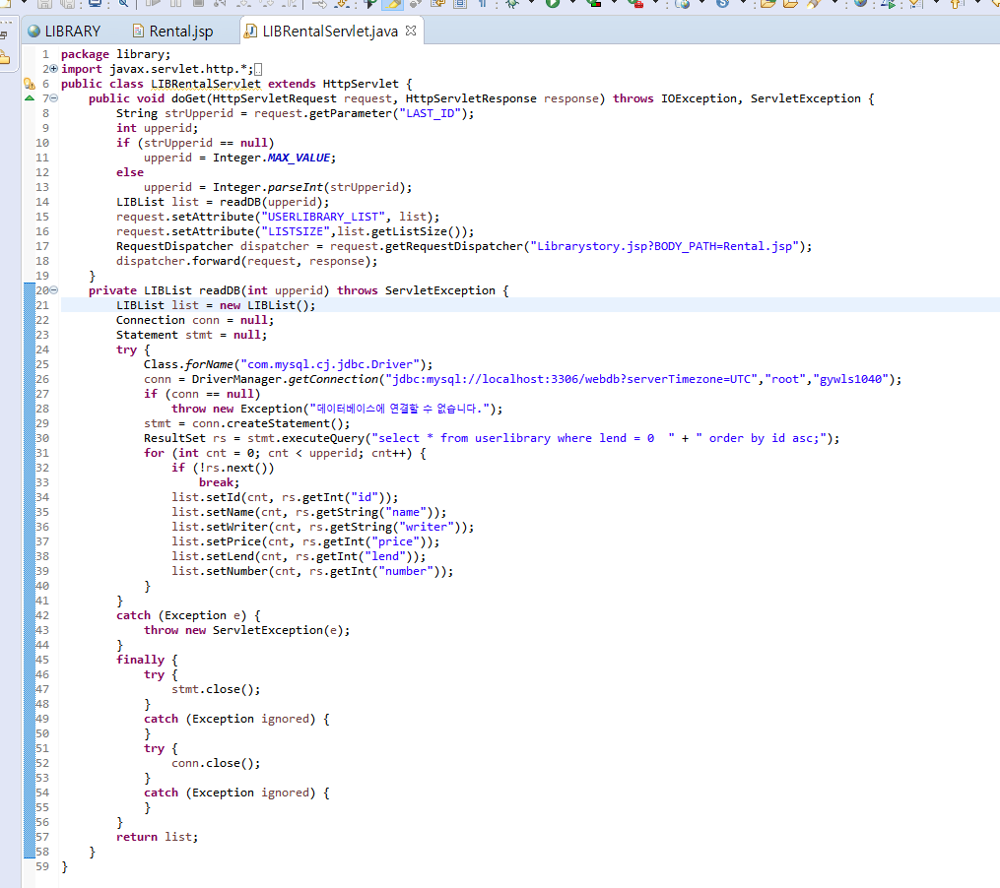 LIBRARY Rental.jsp LIBRentalServlet.java
1 package library;
2 import javax.servlet.http.*;
6 public class LIBRentalServlet extends HttpServlet {
7 public void doGet(HttpServletRequest request, HttpServletResponse response) throws IOException, ServletException {
8 String strUpperid = request.getParameter("LAST_ID");
9 int upperid;
10 if (strUpperid == null)
11 upperid = Integer.MAX_VALUE;
12 else
13 upperid = Integer.parseInt(strUpperid);
14 LIBList list = readDB(upperid);
15 request.setAttribute("USERLIBRARY_LIST", list);
16 request.setAttribute("LISTSIZE",list.getListSize());
17 RequestDispatcher dispatcher = request.getRequestDispatcher("Librarystory.jsp?BODY_PATH=Rental.jsp");
18 dispatcher.forward(request, response);
19 }
20 private LIBList readDB(int upperid) throws ServletException {
21 LIBList list = new LIBList();
22 Connection conn = null;
23 Statement stmt = null;
24 try {
25 Class.forName("com.mysql.cj.jdbc.Driver");
26 conn = DriverManager.getConnection("jdbc:mysql://localhost:3306/webdb?serverTimezone=UTC","root","gywls1040");
27 if (conn == null)
28 throw new Exception("데이터베이스에 연결할 수 없습니다.");
29 stmt = conn.createStatement();
30 ResultSet rs = stmt.executeQuery("select * from userlibrary where lend = 0  " + " order by id asc;");
31 for (int cnt = 0; cnt < upperid; cnt++) {
32 if (!rs.next())
33 break;
34 list.setId(cnt, rs.getInt("id"));
35 list.setName(cnt, rs.getString("name"));
36 list.setWriter(cnt, rs.getString("writer"));
37 list.setPrice(cnt, rs.getInt("price"));
38 list.setLend(cnt, rs.getInt("lend"));
39 list.setNumber(cnt, rs.getInt("number"));
40 }
41 }
42 catch (Exception e) {
43 throw new ServletException(e);
44 }
45 finally {
46 try {
47 stmt.close();
48 }
49 catch (Exception ignored) {
50 }
51 try {
52 conn.close();
53 }
54 catch (Exception ignored) {
55 }
56 }
57 return list;
58 }
59 }